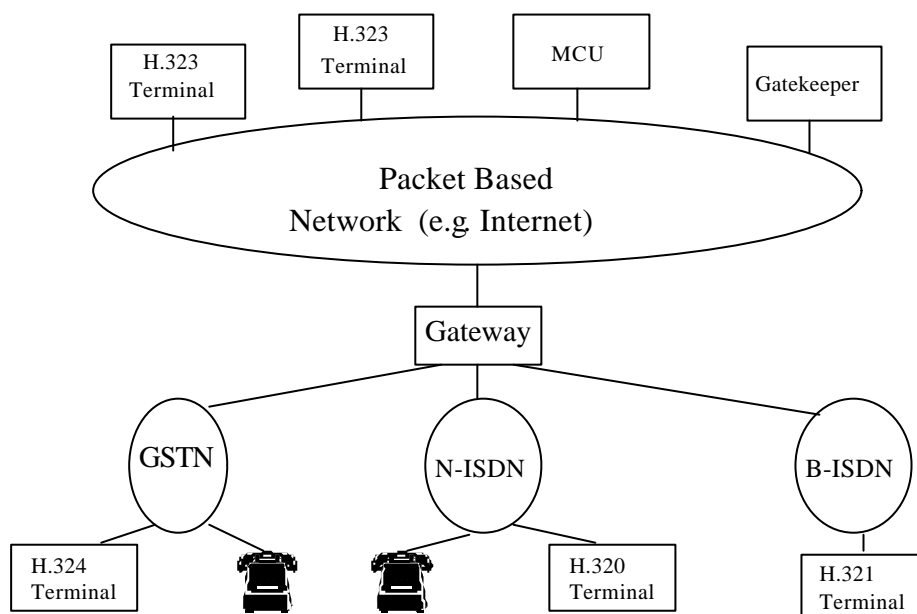 H.323
Terminal
H.323
Terminal
MCU
Gatekeeper
Packet Based
Network (e.g. Internet)
Gateway
GSTN
N-ISDN
B-ISDN
H.324
Terminal
H.320
Terminal
H.321
Terminal